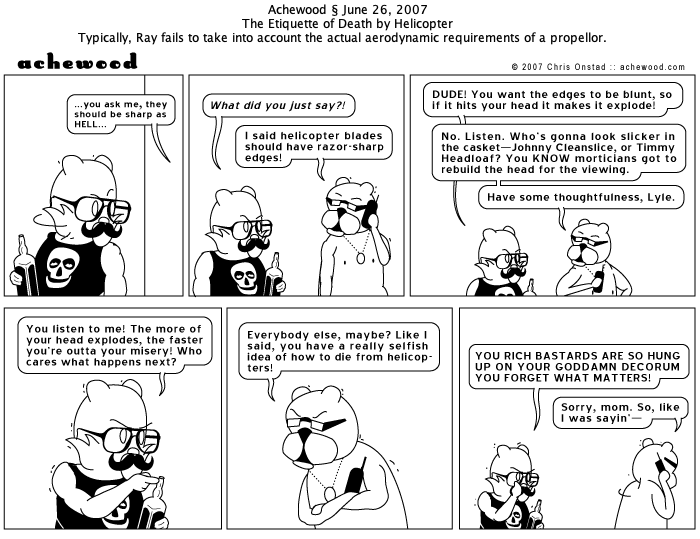 Achewood § June 26, 2007
The Etiquette of Death by Helicopter
Typically, Ray fails to take into account the actual aerodynamic requirements of a propellor.
achewood
© 2007 Chris Onstad :: achewood.com
...you ask me, they
should be sharp as
HELL...
What did you just say?!
I said helicopter blades
should have razor-sharp
edges!
DUDE! You want the edges to be blunt, so
if it hits your head it makes it explode!
No. Listen. Who's gonna look slicker in
the casket—Johnny Cleanslice, or Timmy
Headloaf? You KNOW morticians got to
rebuild the head for the viewing.
Have some thoughtfulness, Lyle.
You listen to me! The more of
your head explodes, the faster
you're outta your misery! Who
cares what happens next?
Everybody else, maybe? Like I
said, you have a really selfish
idea of how to die from helicop-
ters!
YOU RICH BASTARDS ARE SO HUNG
UP ON YOUR GODDAMN DECORUM
YOU FORGET WHAT MATTERS!
Sorry, mom. So, like
I was sayin'—